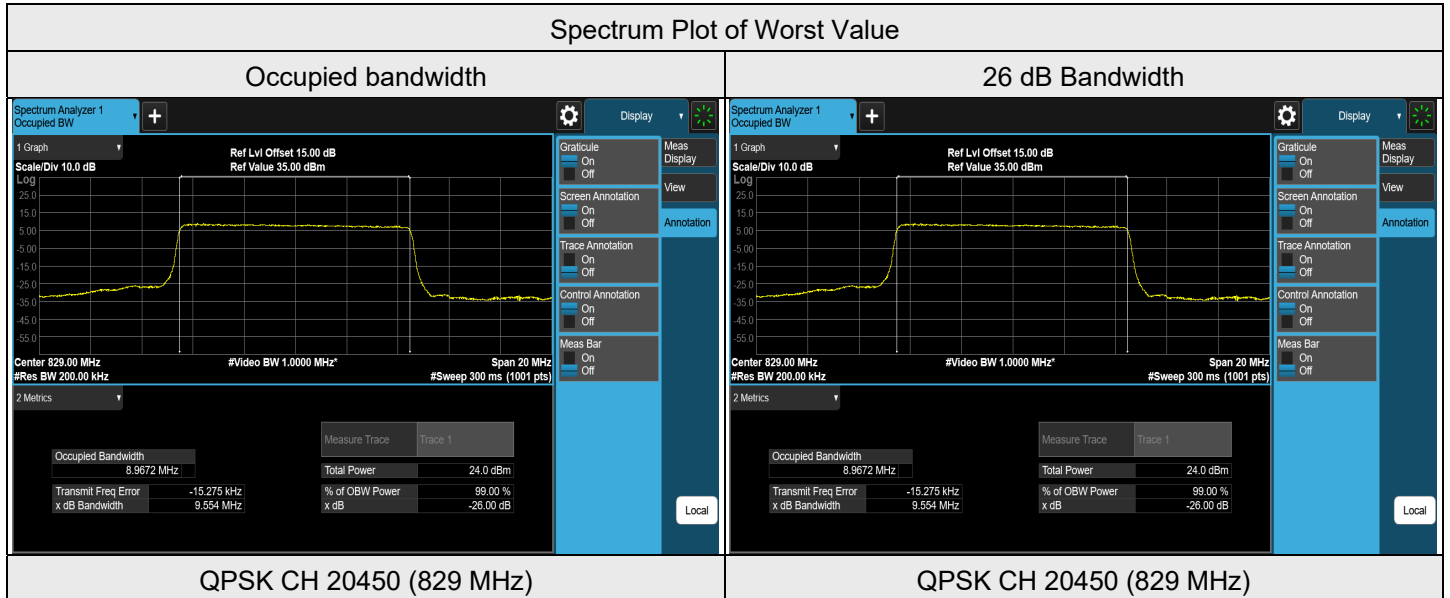 Spectrum Plot of Worst Value
Occupied bandwidth
26 dB Bandwidth
Spectrum Analyzer 1
Occupied BW
+
Display
1 Graph
Scale/Div 10.0 dB
Ref Lvl Offset 15.00 dB
Ref Value 35.00 dBm
Log
25.0
15.0
5.00
-5.00
-15.0
-25.0
-35.0
-45.0
-55.0
Center 829.00 MHz
#Video BW 1.0000 MHz*
Span 20 MHz
#Res BW 200.00 kHz
#Sweep 300 ms (1001 pts)
Graticule
On
Off
Screen Annotation
On
Off
Trace Annotation
On
Off
Control Annotation
On
Off
Meas Bar
On
Off
Meas
Display
View
Annotation
Local
2 Metrics
Measure Trace Trace 1
Occupied Bandwidth
8.9672 MHz
Total Power 24.0 dBm
Transmit Freq Error -15.275 kHz
% of OBW Power 99.00 %
x dB Bandwidth 9.554 MHz
x dB -26.00 dB
Spectrum Analyzer 1
Occupied BW
+
Display
1 Graph
Scale/Div 10.0 dB
Ref Lvl Offset 15.00 dB
Ref Value 35.00 dBm
Log
25.0
15.0
5.00
-5.00
-15.0
-25.0
-35.0
-45.0
-55.0
Center 829.00 MHz
#Video BW 1.0000 MHz*
Span 20 MHz
#Res BW 200.00 kHz
#Sweep 300 ms (1001 pts)
Graticule
On
Off
Screen Annotation
On
Off
Trace Annotation
On
Off
Control Annotation
On
Off
Meas Bar
On
Off
Meas
Display
View
Annotation
Local
2 Metrics
Measure Trace Trace 1
Occupied Bandwidth
8.9672 MHz
Total Power 24.0 dBm
Transmit Freq Error -15.275 kHz
% of OBW Power 99.00 %
x dB Bandwidth 9.554 MHz
x dB -26.00 dB
QPSK CH 20450 (829 MHz)
QPSK CH 20450 (829 MHz)